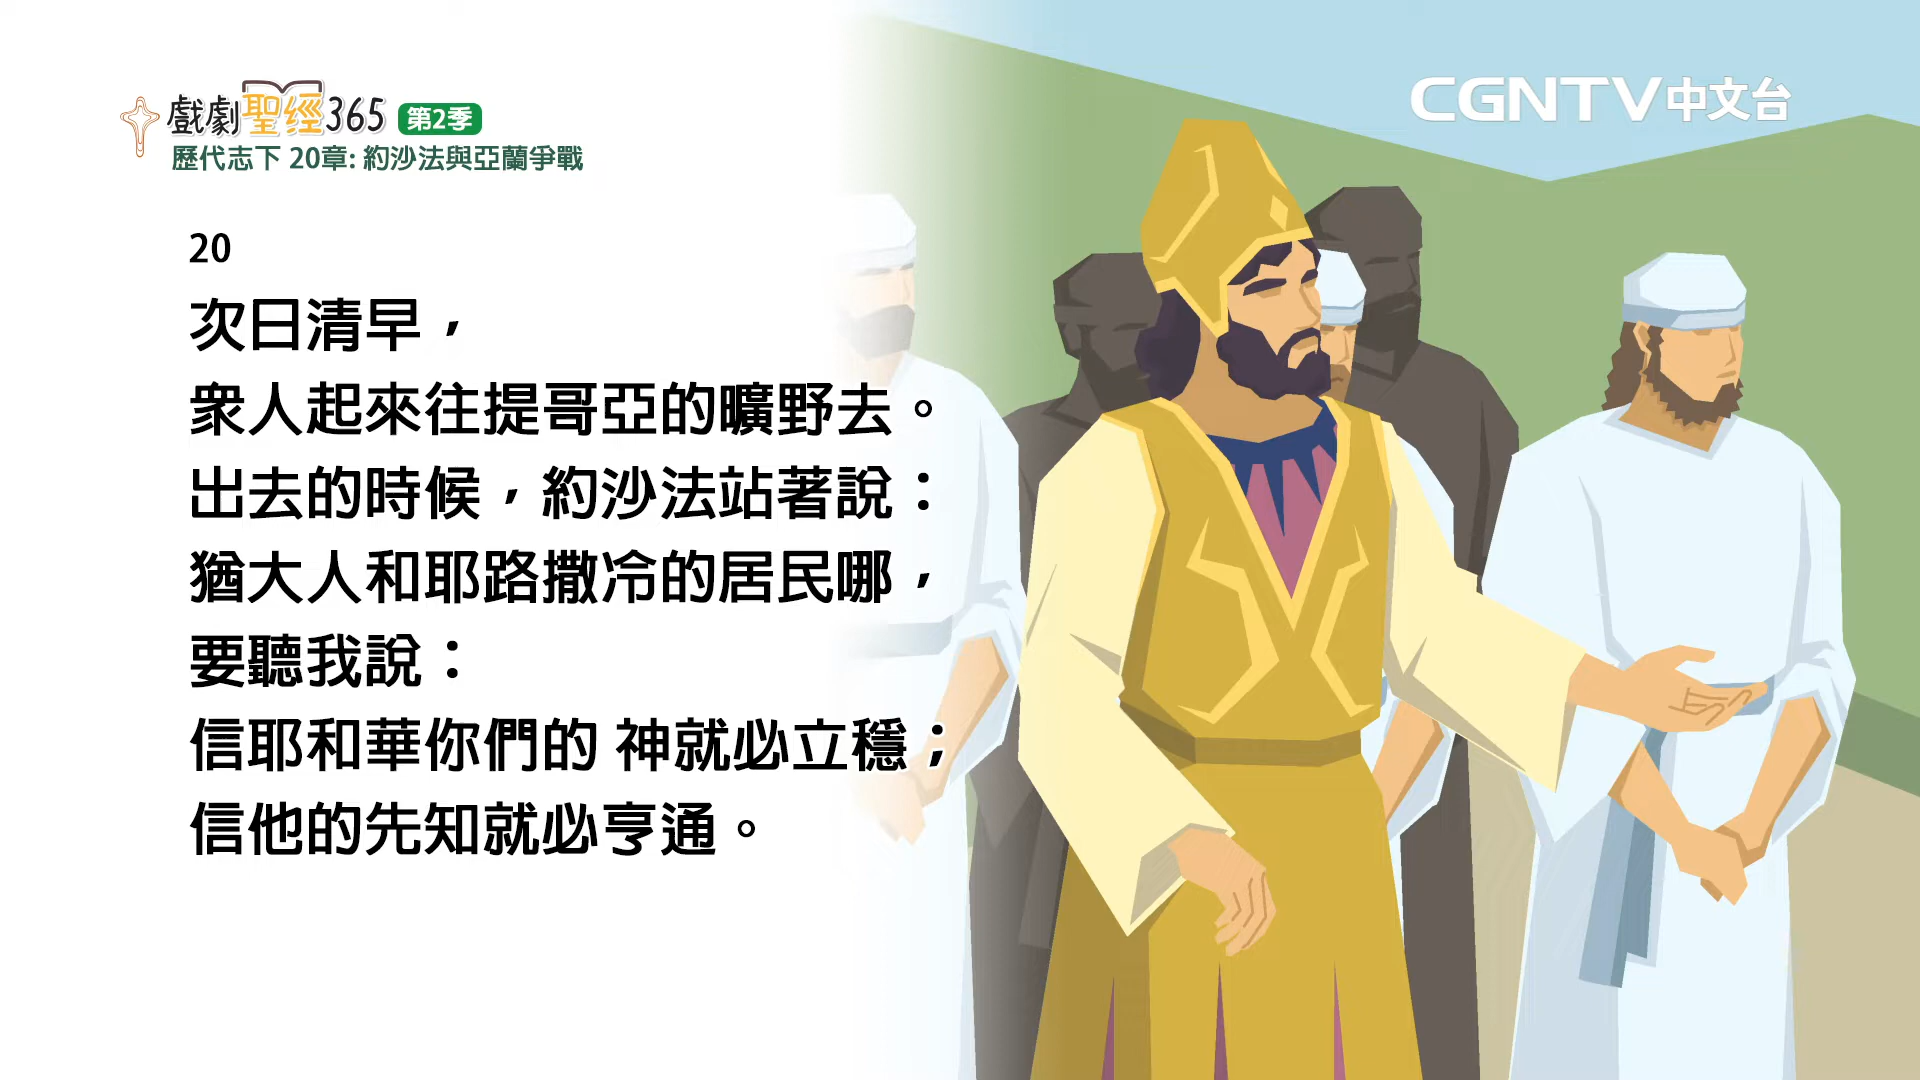 戲劇聖經365 第2季
CGNTV中文台
歷代志下 20章: 約沙法與亞蘭爭戰
20
次日清早，
衆人起來往提哥亞的曠野去。
出去的時候，約沙法站著說：
猶大人和耶路撒冷的居民哪，
要聽我說：
信耶和華你們的 神就必立穩；
信他的先知就必亨通。